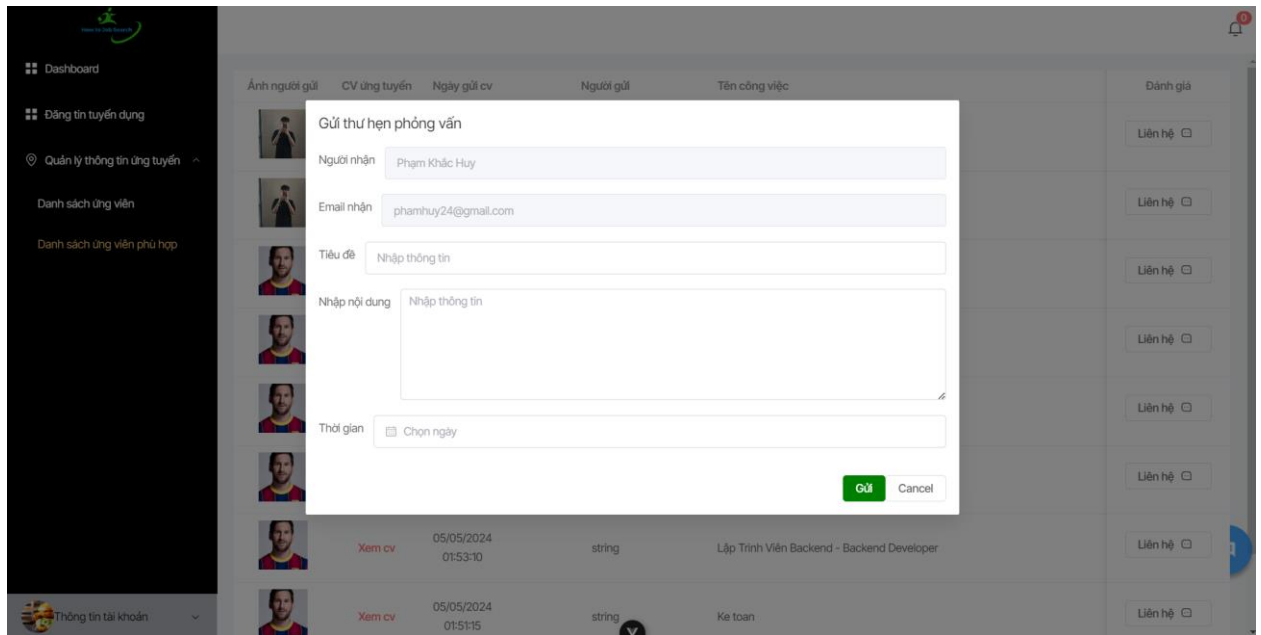 0
Dashboard
Đăng tin tuyển dụng
Quản lý thông tin ứng tuyển
Danh sách ứng viên
Danh sách ứng viên phù hợp
Thông tin tài khoản
Ảnh người gửi CV ứng tuyển Ngày gửi cv Người gửi Tên công việc Đánh giá
Liên hệ
Liên hệ
Liên hệ
Liên hệ
Liên hệ
Liên hệ
Gửi thư hẹn phỏng vấn
Người nhận Phạm Khắc Huy
Email nhận phamhuy24@gmail.com
Tiêu đề Nhập thông tin
Nhập nội dung Nhập thông tin
Thời gian Chọn ngày
Gửi Cancel
Xem cv 05/05/2024 string Lập Trình Viên Backend - Backend Developer Liên hệ
01:53:10
Xem cv 05/05/2024 string Ke toan Liên hệ
01:51:15